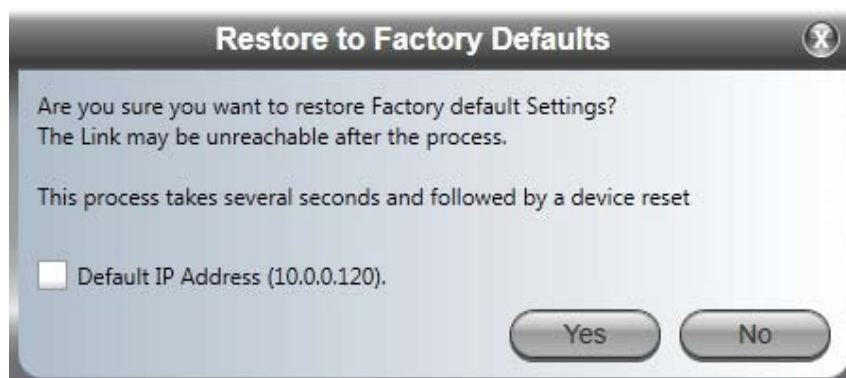 Restore to Factory Defaults
X
Are you sure you want to restore Factory default Settings?
The Link may be unreachable after the process.
This process takes several seconds and followed by a device reset
Default IP Address (10.0.0.120).
Yes
No